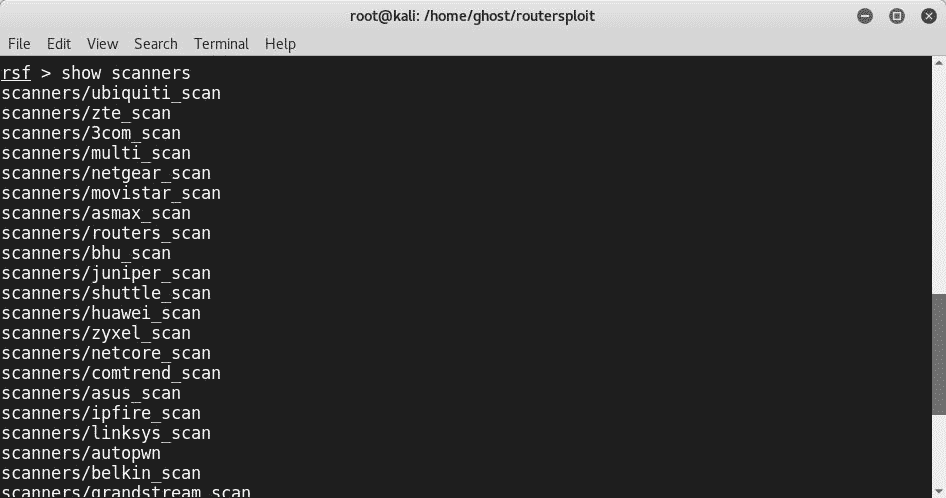 root@kali: /home/ghost/routersploit
File Edit View Search Terminal Help
rsf > show scanners
scanners/ubiquiti_scan
scanners/zte_scan
scanners/3com_scan
scanners/multi_scan
scanners/netgear_scan
scanners/movistar_scan
scanners/asmax_scan
scanners/routers_scan
scanners/bhu_scan
scanners/juniper_scan
scanners/shuttle_scan
scanners/huawei_scan
scanners/zyxel_scan
scanners/netcore_scan
scanners/comtrend_scan
scanners/asus_scan
scanners/ipfire_scan
scanners/linksys_scan
scanners/autopwn
scanners/belkin_scan
scanners/grandstream_scan